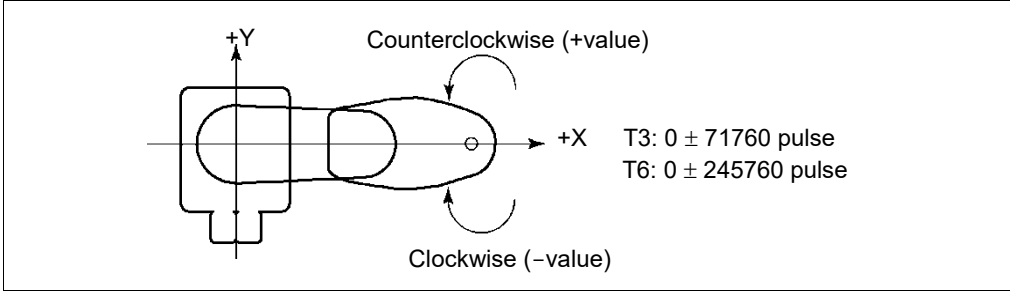 +Y
Counterclockwise (+value)
+X
T3: 0 ± 71760 pulse
T6: 0 ± 245760 pulse
Clockwise (−value)